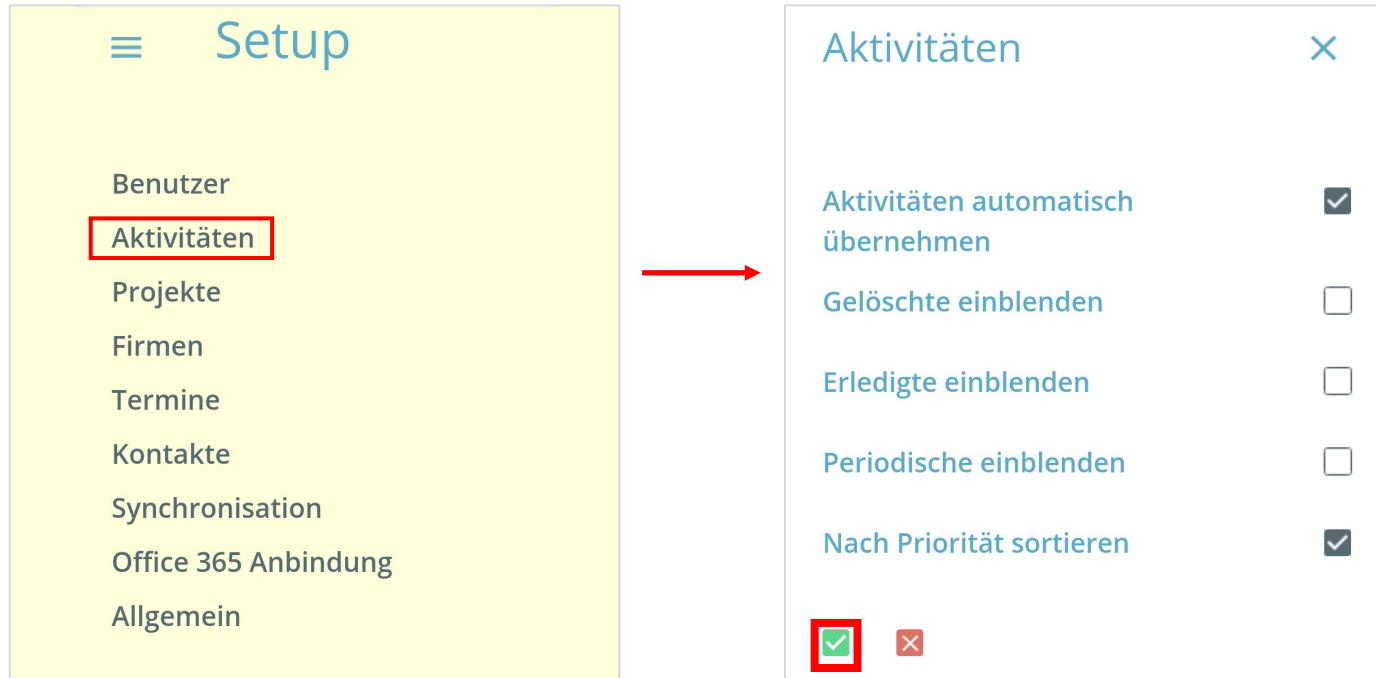 Setup
Benutzer
Aktivitäten
Projekte
Firmen
Termine
Kontakte
Synchronisation
Office 365 Anbindung
Allgemein
Aktivitäten
Aktivitäten automatisch
übernehmen
Gelöschte einblenden
Erledigte einblenden
Periodische einblenden
Nach Priorität sortieren